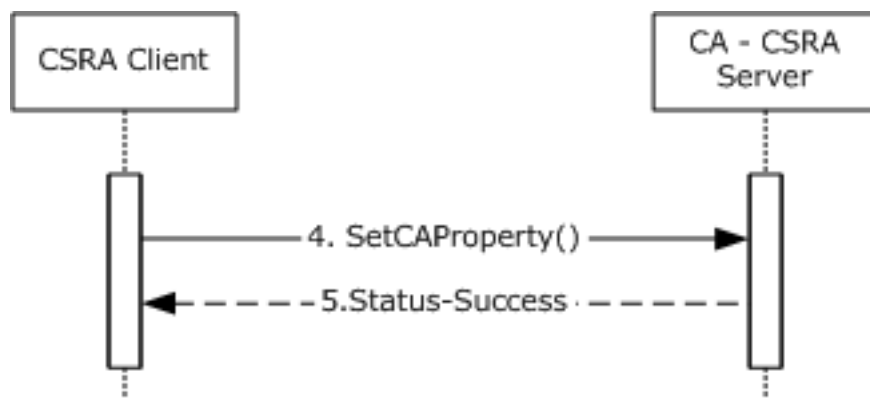 CSRA Client
CA - CSRA
Server
4. SetCAProperty()
5.Status-Success